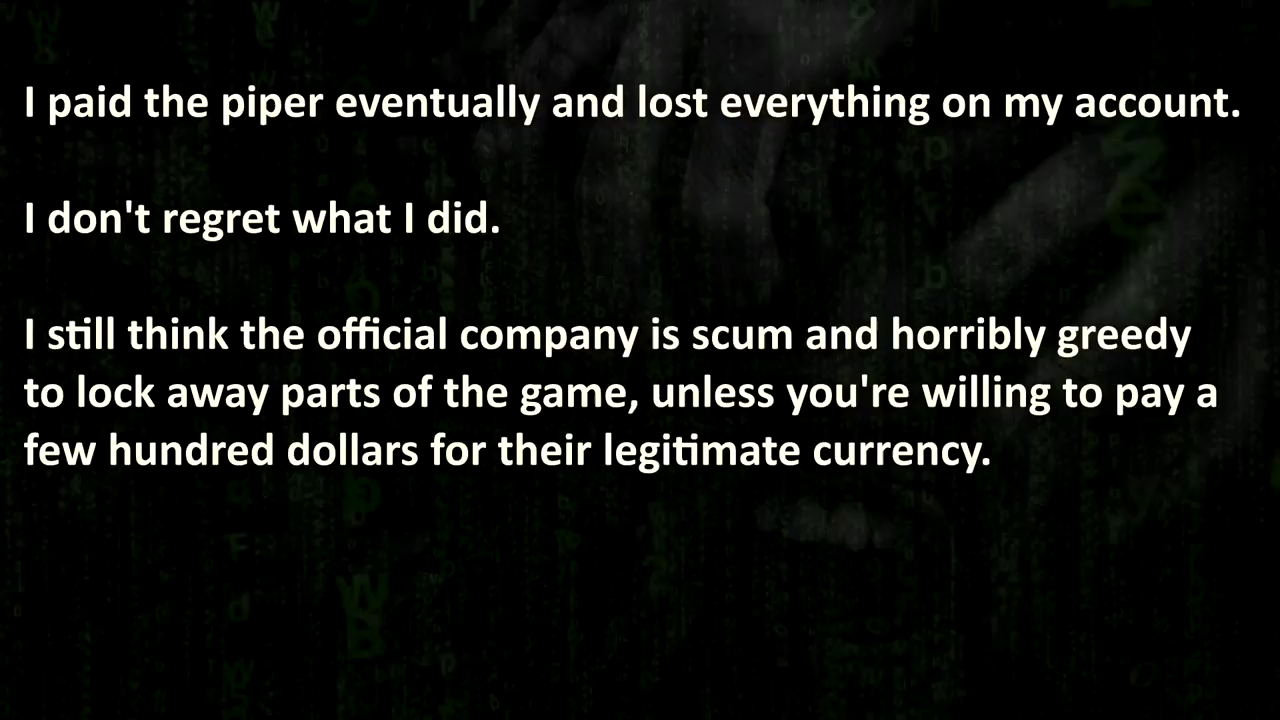 I paid the piper eventually and lost everything on my account.
I don't regret what I did.
I still think the official company is scum and horribly greedy
to lock away parts of the game, unless you're willing to pay a
few hundred dollars for their legitimate currency.